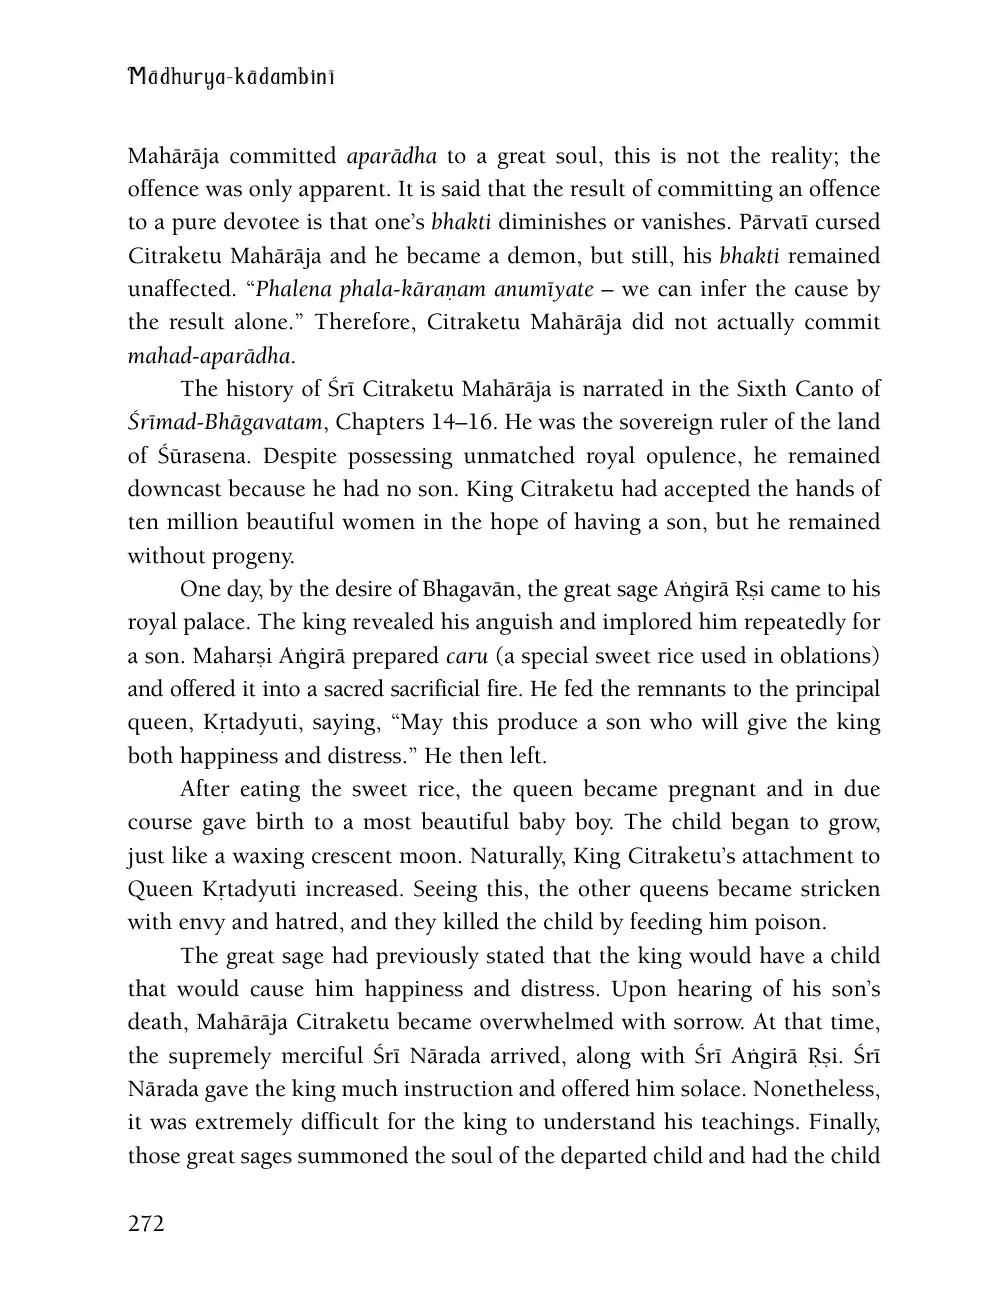 Mādhurya-kādambinī
Mahārāja committed aparādha to a great soul, this is not the reality; the
offence was only apparent. It is said that the result of committing an offence
to a pure devotee is that one’s bhakti diminishes or vanishes. Pārvatī cursed
Citraketu Mahārāja and he became a demon, but still, his bhakti remained
unaffected. “Phalena phala-kāraṇam anumīyate – we can infer the cause by
the result alone.” Therefore, Citraketu Mahārāja did not actually commit
mahad-aparādha.
The history of Śrī Citraketu Mahārāja is narrated in the Sixth Canto of
Śrīmad-Bhāgavatam, Chapters 14–16. He was the sovereign ruler of the land
of Śūrasena. Despite possessing unmatched royal opulence, he remained
downcast because he had no son. King Citraketu had accepted the hands of
ten million beautiful women in the hope of having a son, but he remained
without progeny.
One day, by the desire of Bhagavān, the great sage Aṅgirā Ṛṣi came to his
royal palace. The king revealed his anguish and implored him repeatedly for
a son. Maharṣi Aṅgirā prepared caru (a special sweet rice used in oblations)
and offered it into a sacred sacrificial fire. He fed the remnants to the principal
queen, Kṛtadyuti, saying, “May this produce a son who will give the king
both happiness and distress.” He then left.
After eating the sweet rice, the queen became pregnant and in due
course gave birth to a most beautiful baby boy. The child began to grow,
just like a waxing crescent moon. Naturally, King Citraketu’s attachment to
Queen Kṛtadyuti increased. Seeing this, the other queens became stricken
with envy and hatred, and they killed the child by feeding him poison.
The great sage had previously stated that the king would have a child
that would cause him happiness and distress. Upon hearing of his son’s
death, Mahārāja Citraketu became overwhelmed with sorrow. At that time,
the supremely merciful Śrī Nārada arrived, along with Śrī Aṅgirā Ṛṣi. Śrī
Nārada gave the king much instruction and offered him solace. Nonetheless,
it was extremely difficult for the king to understand his teachings. Finally,
those great sages summoned the soul of the departed child and had the child
272